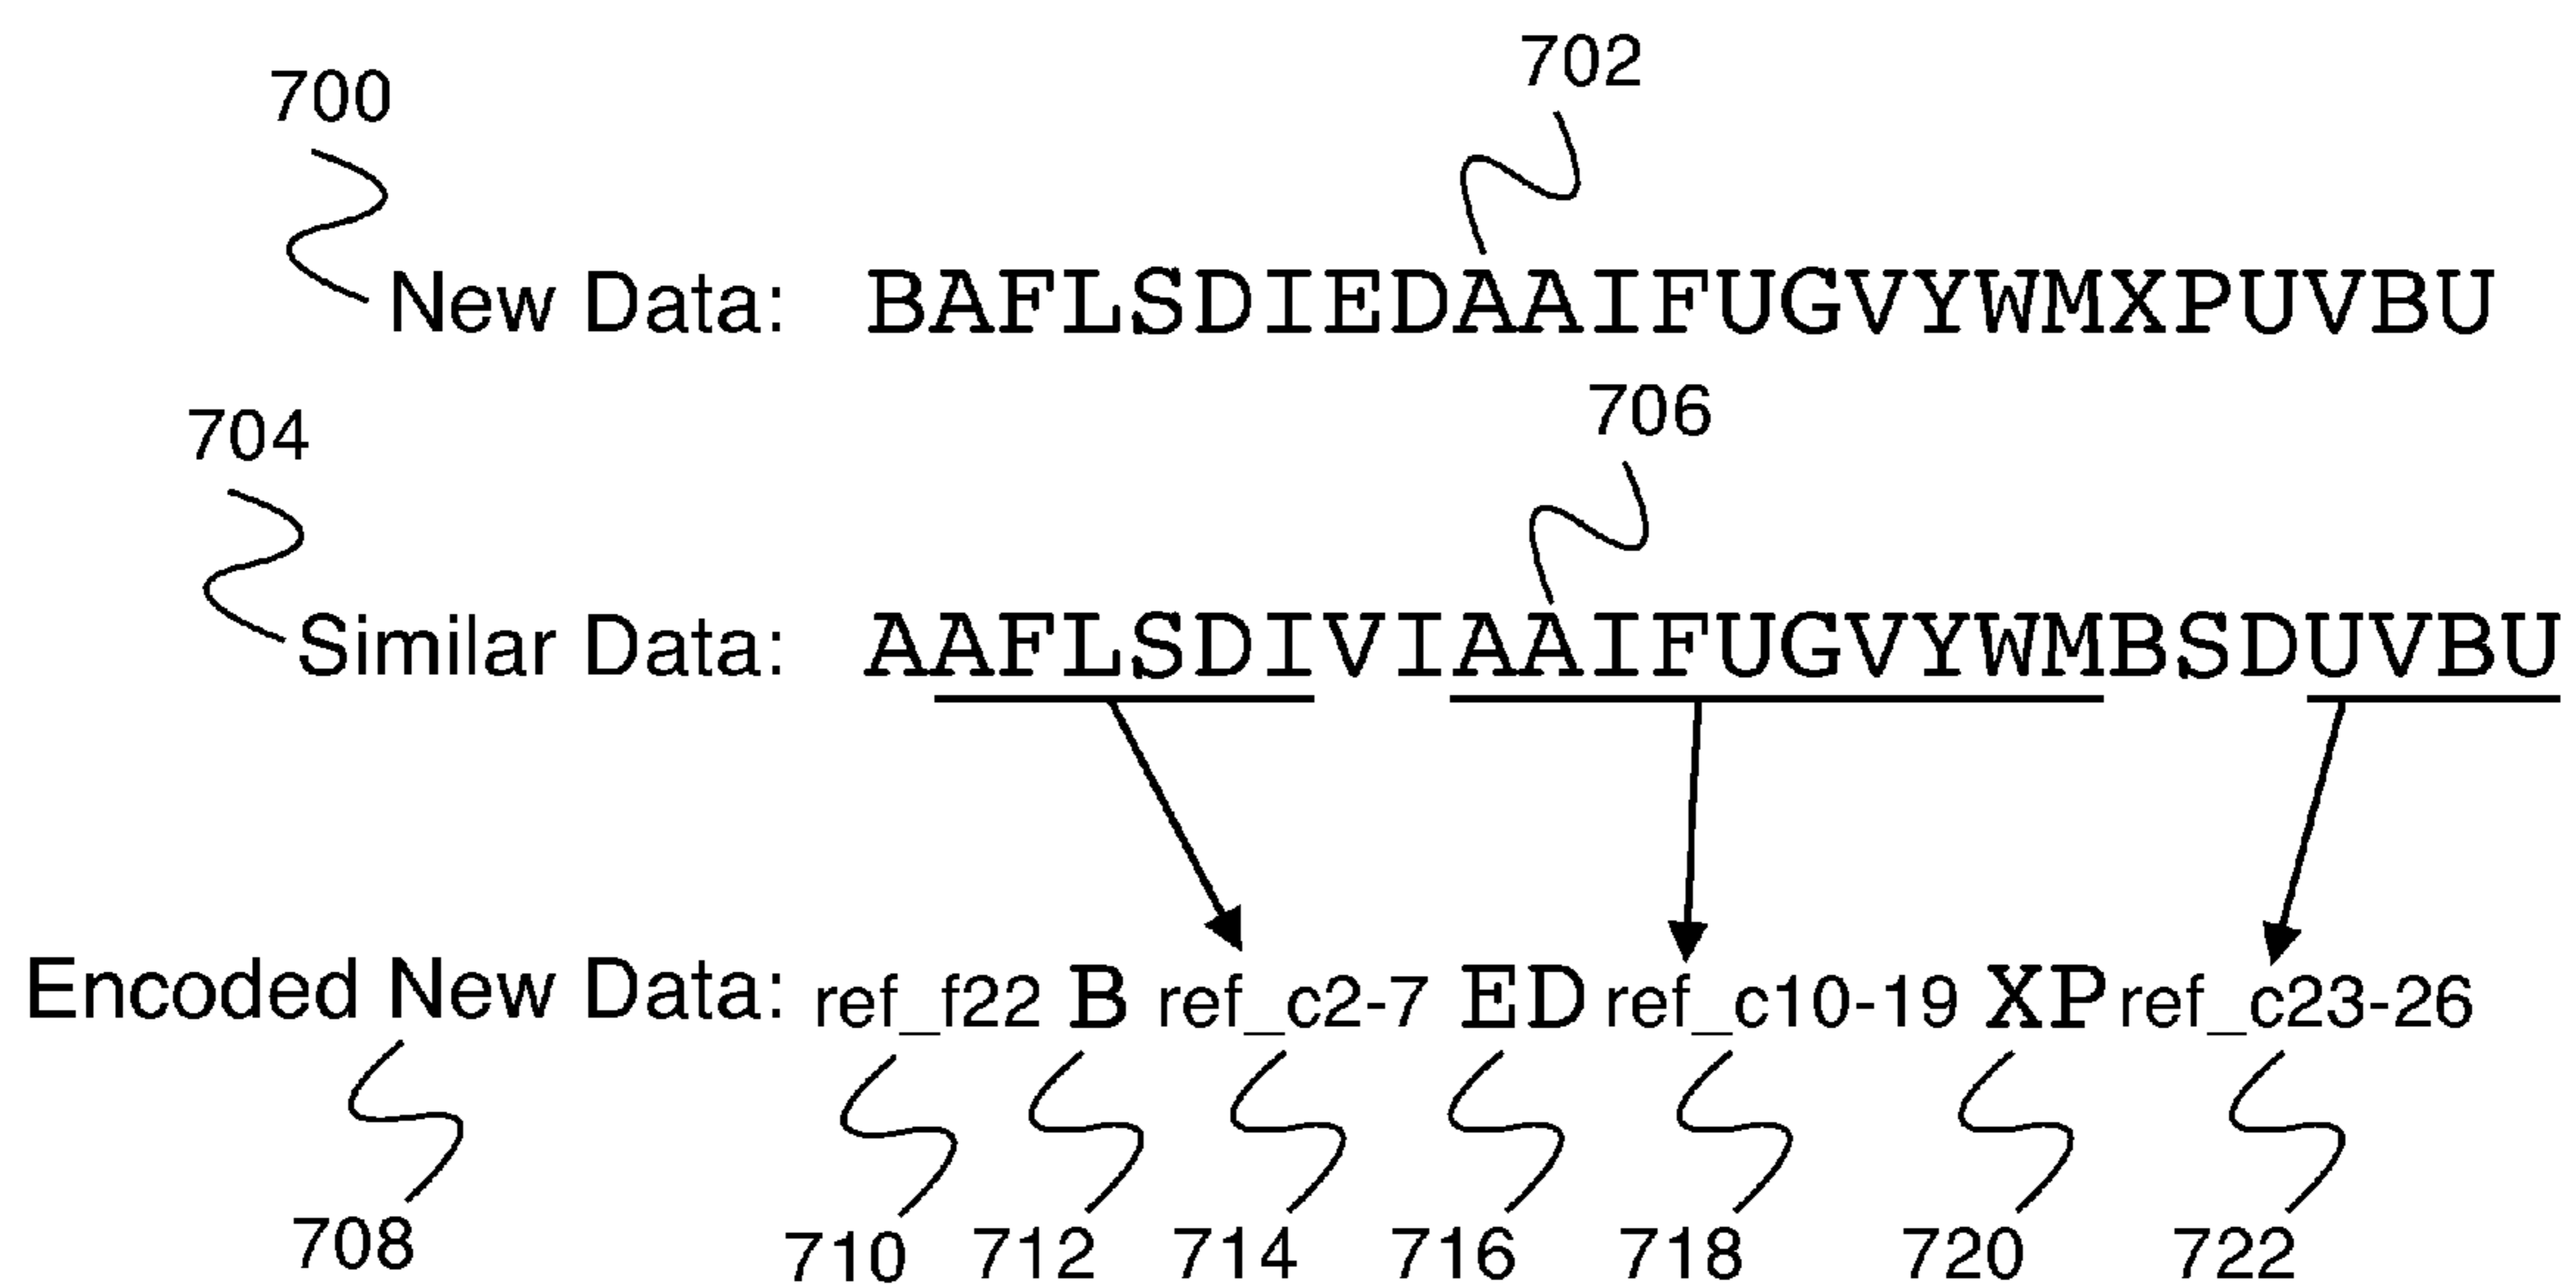 700
702
New Data: BAFLSDIEDAAIFUGVYWMXPUVBU
704
706
Similar Data: AAFLSDIVIAAIFUGVYWMBSDUVBU
Encoded New Data: ref_f22 B ref_c2-7 ED ref_c10-19 XP ref_c23-26
708 710 712 714 716 718 720 722